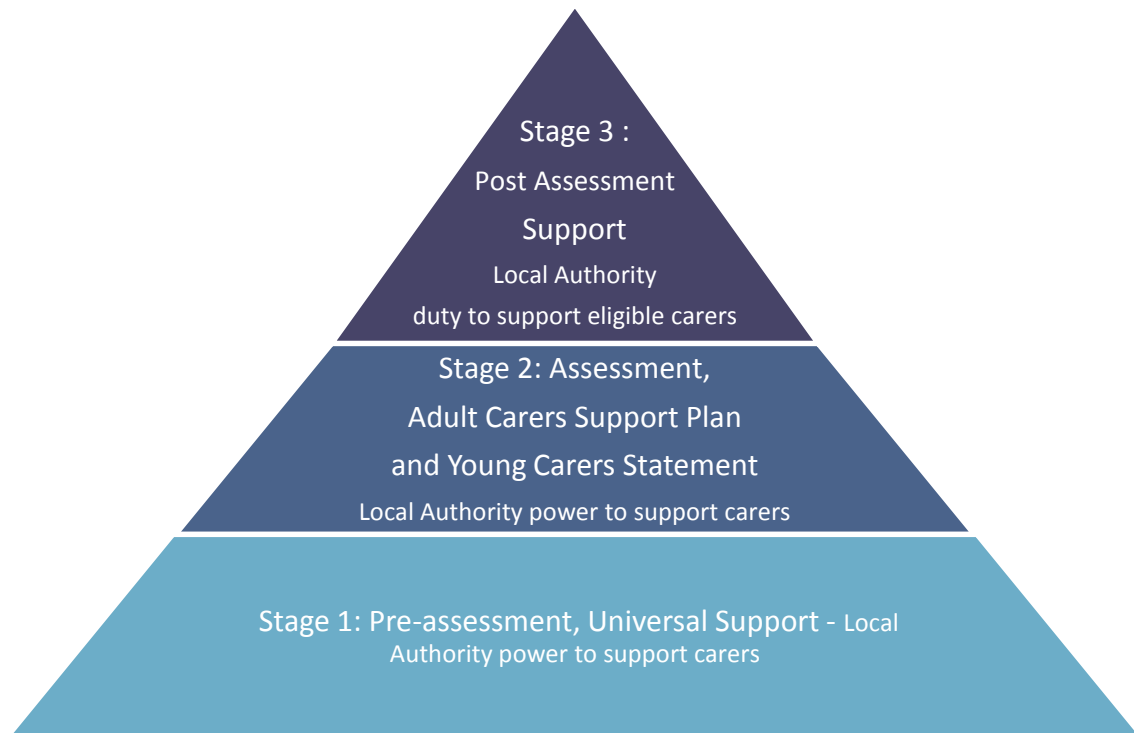 Stage 3 :
Post Assessment
Support
Local Authority
duty to support eligible carers
Stage 2: Assessment,
Adult Carers Support Plan
and Young Carers Statement
Local Authority power to support carers
Stage 1: Pre-assessment, Universal Support - Local
Authority power to support carers